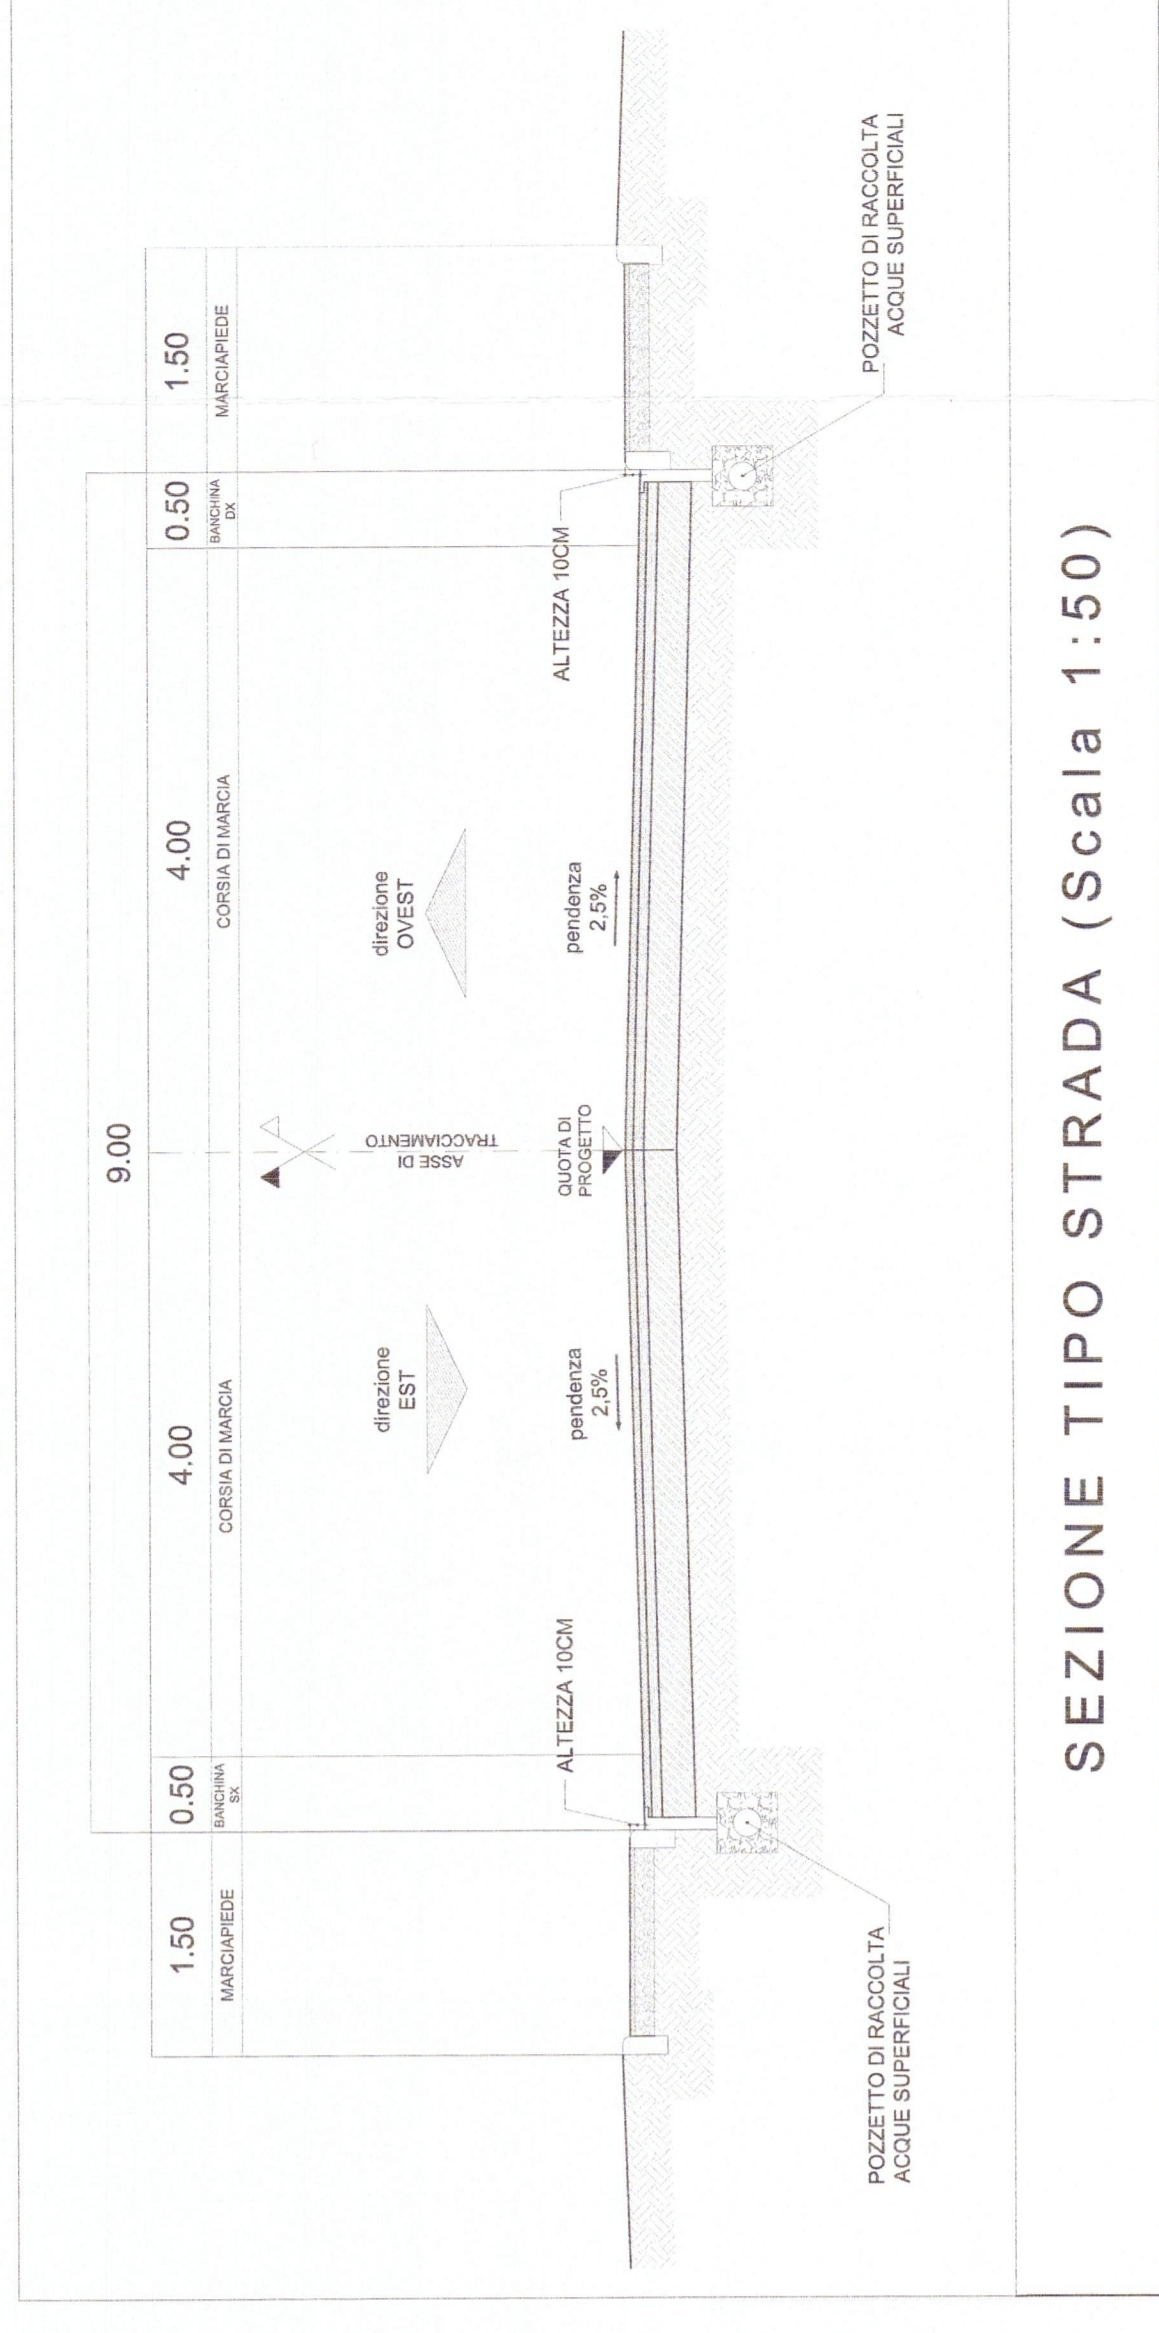 9.00
1.50
0.50
4.00
4.00
0.50
1.50
MARCIAPIEDE
BANCHINA
SX
CORSIA DI MARCIA
CORSIA DI MARCIA
BANCHINA
DX
MARCIAPIEDE
direzione
EST
ASSE DI
TRACCIAMENTO
direzione
OVEST
ALTEZZA 10CM
pendenza
2,5%
QUOTA DI
PROGETTO
pendenza
2,5%
ALTEZZA 10CM
POZZETTO DI RACCOLTA
ACQUE SUPERFICIALI
POZZETTO DI RACCOLTA
ACQUE SUPERFICIALI
SEZIONE TIPO STRADA (Scala 1:50)